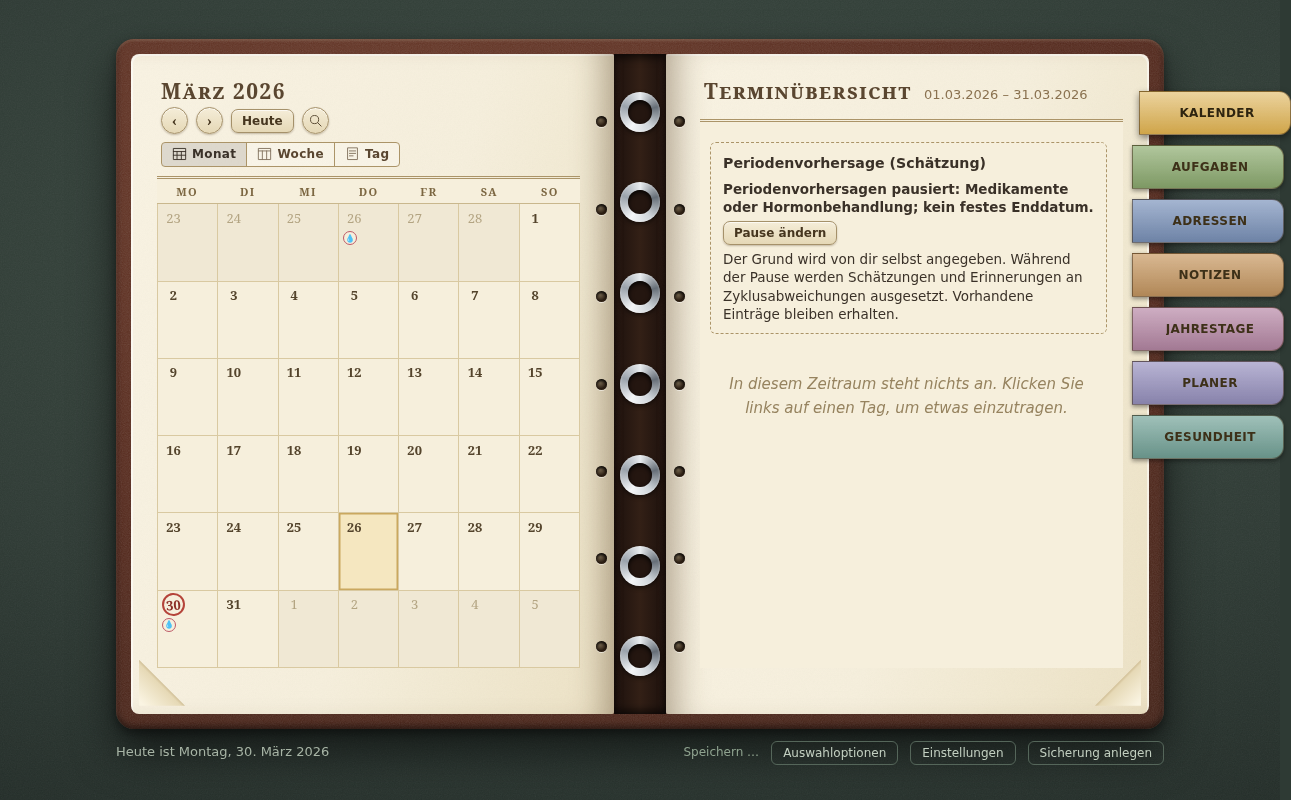 März 2026
‹ › Heute
Monat Woche Tag
MO DI MI DO FR SA SO
23 24 25 26 27 28 1
2 3 4 5 6 7 8
9 10 11 12 13 14 15
16 17 18 19 20 21 22
23 24 25 26 27 28 29
30 31 1 2 3 4 5
Terminübersicht 01.03.2026 – 31.03.2026
Periodenvorhersage (Schätzung)
Periodenvorhersagen pausiert: Medikamente
oder Hormonbehandlung; kein festes Enddatum.
Pause ändern
Der Grund wird von dir selbst angegeben. Während
der Pause werden Schätzungen und Erinnerungen an
Zyklusabweichungen ausgesetzt. Vorhandene
Einträge bleiben erhalten.
In diesem Zeitraum steht nichts an. Klicken Sie
links auf einen Tag, um etwas einzutragen.
KALENDER
AUFGABEN
ADRESSEN
NOTIZEN
JAHRESTAGE
PLANER
GESUNDHEIT
Heute ist Montag, 30. März 2026
Speichern … Auswahloptionen Einstellungen Sicherung anlegen